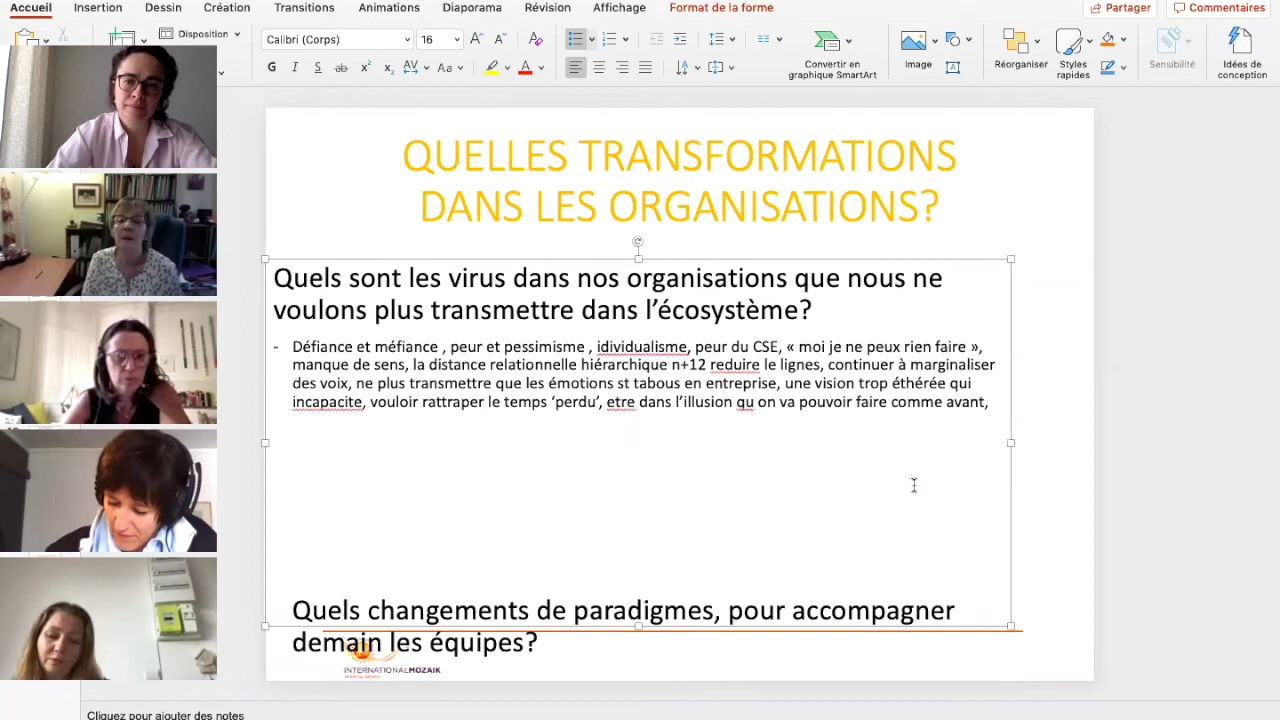 Accueil Insertion Dessin Création Transitions Animations Diaporama Révision Affichage Format de la forme Partager Commentaires
Disposition Calibri (Corps) 16
G I S ab x² x₂ AV Aa A
Convertir en
graphique SmartArt
Image
Réorganiser
Styles
rapides
Sensibilité
Idées de
conception
QUELLES TRANSFORMATIONS
DANS LES ORGANISATIONS?
Quels sont les virus dans nos organisations que nous ne
voulons plus transmettre dans l’écosystème?
- Défiance et méfiance , peur et pessimisme , idividualisme, peur du CSE, « moi je ne peux rien faire »,
manque de sens, la distance relationnelle hiérarchique n+12 reduire le lignes, continuer à marginaliser
des voix, ne plus transmettre que les émotions st tabous en entreprise, une vision trop éthérée qui
incapacite, vouloir rattraper le temps ‘perdu’, etre dans l’illusion qu on va pouvoir faire comme avant,
Quels changements de paradigmes, pour accompagner
demain les équipes?
INTERNATIONALMOZAIK
Cliquez pour ajouter des notes